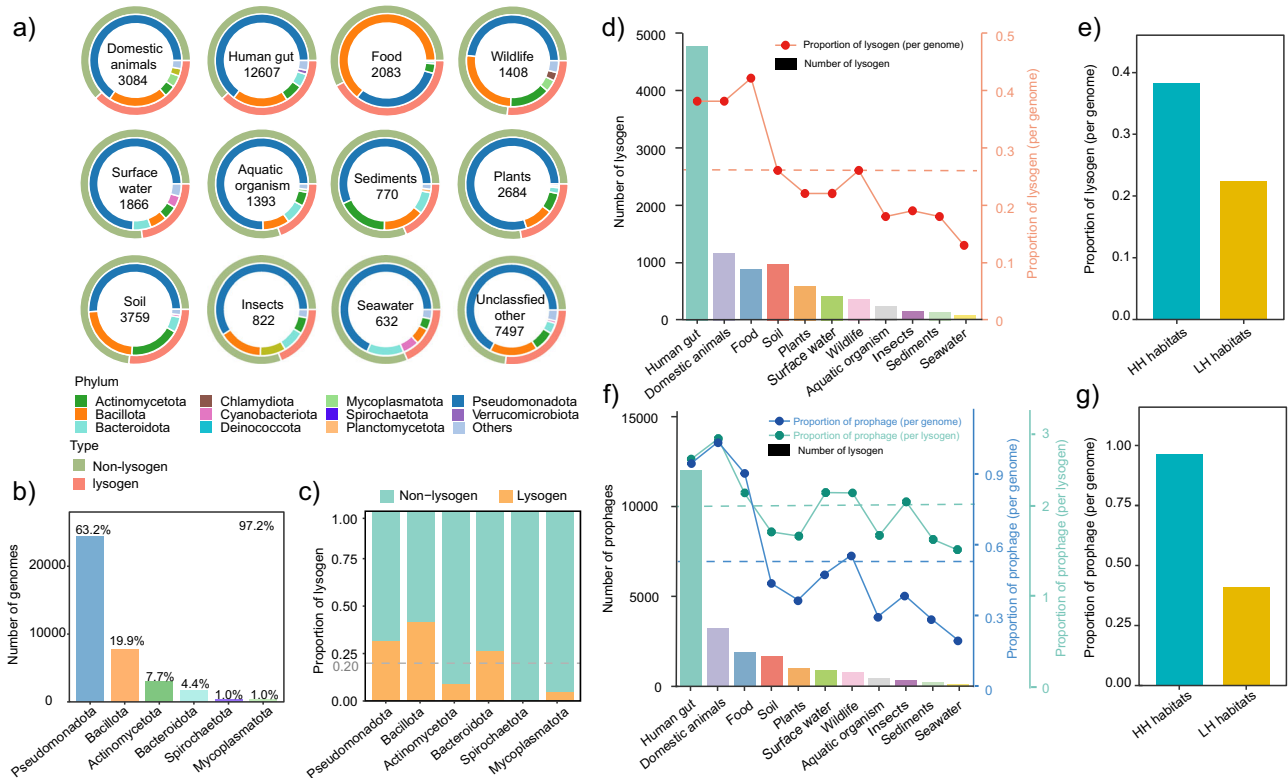 a)
Domestic
animals
3084
Human gut
12607
Food
2083
Wildlife
1408
Surface
water
1866
Aquatic
organism
1393
Sediments
770
Plants
2684
Soil
3759
Insects
822
Seawater
632
Unclassfied
other
7497
Phylum
Actinomycetota
Chlamydiota
Mycoplasmatota
Pseudomonadota
Bacillota
Cyanobacteriota
Spirochaetota
Verrucomicrobiota
Bacteroidota
Deinococcota
Planctomycetota
Others
Type
Non-lysogen
lysogen
b)
Number of genomes
20000
10000
0
63.2%
19.9%
7.7%
4.4%
1.0%
1.0%
97.2%
Pseudomonadota
Bacillota
Actinomycetota
Bacteroidota
Spirochaetota
Mycoplasmatota
c)
Non−lysogen
Lysogen
Proportion of lysogen
1.00
0.75
0.50
0.25
0.20
0.00
Pseudomonadota
Bacillota
Actinomycetota
Bacteroidota
Spirochaetota
Mycoplasmatota
d)
Number of lysogen
5000
4000
3000
2000
1000
0
Proportion of lysogen (per genome)
Number of lysogen
0.5
0.4
0.3
0.2
0.1
0
Proportion of lysogen (per genome)
Human gut
Domestic animals
Food
Soil
Plants
Surface water
Wildlife
Aquatic organism
Insects
Sediments
Seawater
e)
Proportion of lysogen (per genome)
0.4
0.3
0.2
0.0
HH habitats
LH habitats
f)
Number of prophages
15000
10000
5000
0
Proportion of prophage (per genome)
Proportion of prophage (per lysogen)
Number of lysogen
0.9
0.6
0.3
0
Proportion of prophage (per genome)
3
2
1
0
Proportion of prophage (per lysogen)
Human gut
Domestic animals
Food
Soil
Plants
Surface water
Wildlife
Aquatic organism
Insects
Sediments
Seawater
g)
Proportion of prophage (per genome)
1.00
0.75
0.50
0.25
0.00
HH habitats
LH habitats